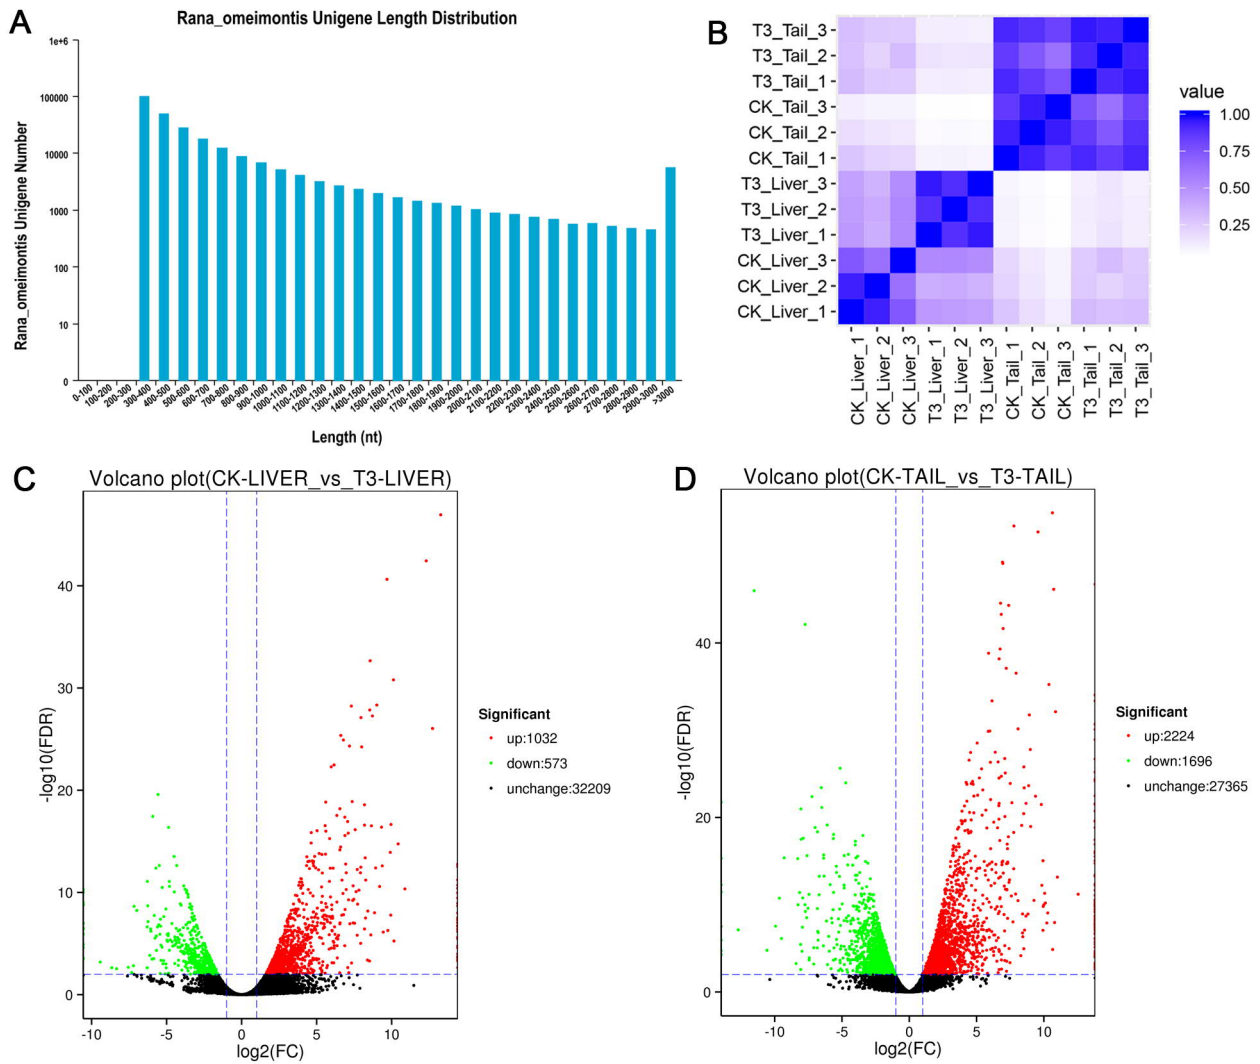 A
Rana_omeimontis Unigene Length Distribution
Rana_omeimontis Unigene Number
1e+6
100000
10000
1000
100
10
0
0-100
100-200
200-300
300-400
400-500
500-600
600-700
700-800
800-900
900-1000
1000-1100
1100-1200
1200-1300
1300-1400
1400-1500
1500-1600
1600-1700
1700-1800
1800-1900
1900-2000
2000-2100
2100-2200
2200-2300
2300-2400
2400-2500
2500-2600
2600-2700
2700-2800
2800-2900
2900-3000
>3000
Length (nt)
B
T3_Tail_3
T3_Tail_2
T3_Tail_1
CK_Tail_3
CK_Tail_2
CK_Tail_1
T3_Liver_3
T3_Liver_2
T3_Liver_1
CK_Liver_3
CK_Liver_2
CK_Liver_1
CK_Liver_1
CK_Liver_2
CK_Liver_3
T3_Liver_1
T3_Liver_2
T3_Liver_3
CK_Tail_1
CK_Tail_2
CK_Tail_3
T3_Tail_1
T3_Tail_2
T3_Tail_3
value
1.00
0.75
0.50
0.25
C
Volcano plot(CK-LIVER_vs_T3-LIVER)
-log10(FDR)
40
30
20
10
0
-10
-5
0
5
10
log2(FC)
Significant
up:1032
down:573
unchange:32209
D
Volcano plot(CK-TAIL_vs_T3-TAIL)
-log10(FDR)
40
20
0
-10
-5
0
5
10
log2(FC)
Significant
up:2224
down:1696
unchange:27365